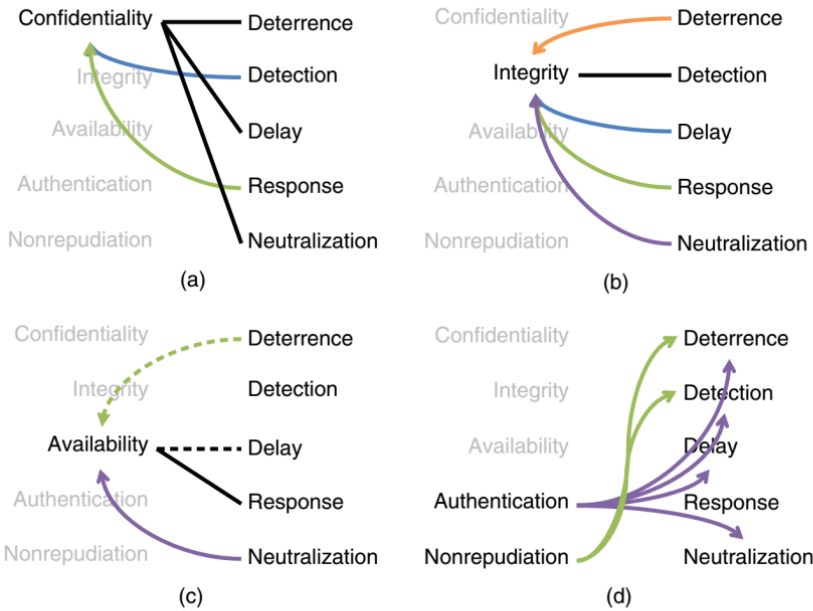 Confidentiality
Integrity
Availability
Authentication
Nonrepudiation
Deterrence
Detection
Delay
Response
Neutralization
(a)
Confidentiality
Integrity
Availability
Authentication
Nonrepudiation
Deterrence
Detection
Delay
Response
Neutralization
(b)
Confidentiality
Integrity
Availability
Authentication
Nonrepudiation
Deterrence
Detection
Delay
Response
Neutralization
(c)
Confidentiality
Integrity
Availability
Authentication
Nonrepudiation
Deterrence
Detection
Delay
Response
Neutralization
(d)